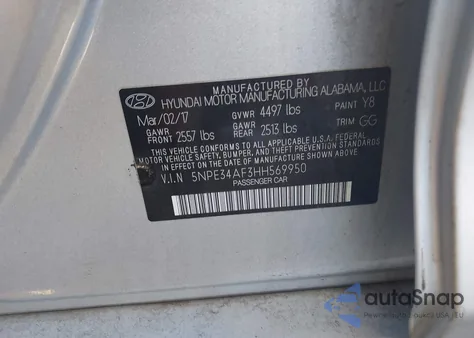 MANUFACTURED BY
HYUNDAI MOTOR MANUFACTURING ALABAMA, LLC
Mar/02/17 GVWR 4497 lbs PAINT Y8
GAWR FRONT 2557 lbs GAWR REAR 2513 lbs TRIM GG
THIS VEHICLE CONFORMS TO ALL APPLICABLE U.S.A. FEDERAL
MOTOR VEHICLE SAFETY, BUMPER, AND THEFT PREVENTION STANDARDS
IN EFFECT ON THE DATE OF MANUFACTURE SHOWN ABOVE.
V.I.N 5NPE34AF3HH569950
PASSENGER CAR
autoSnap